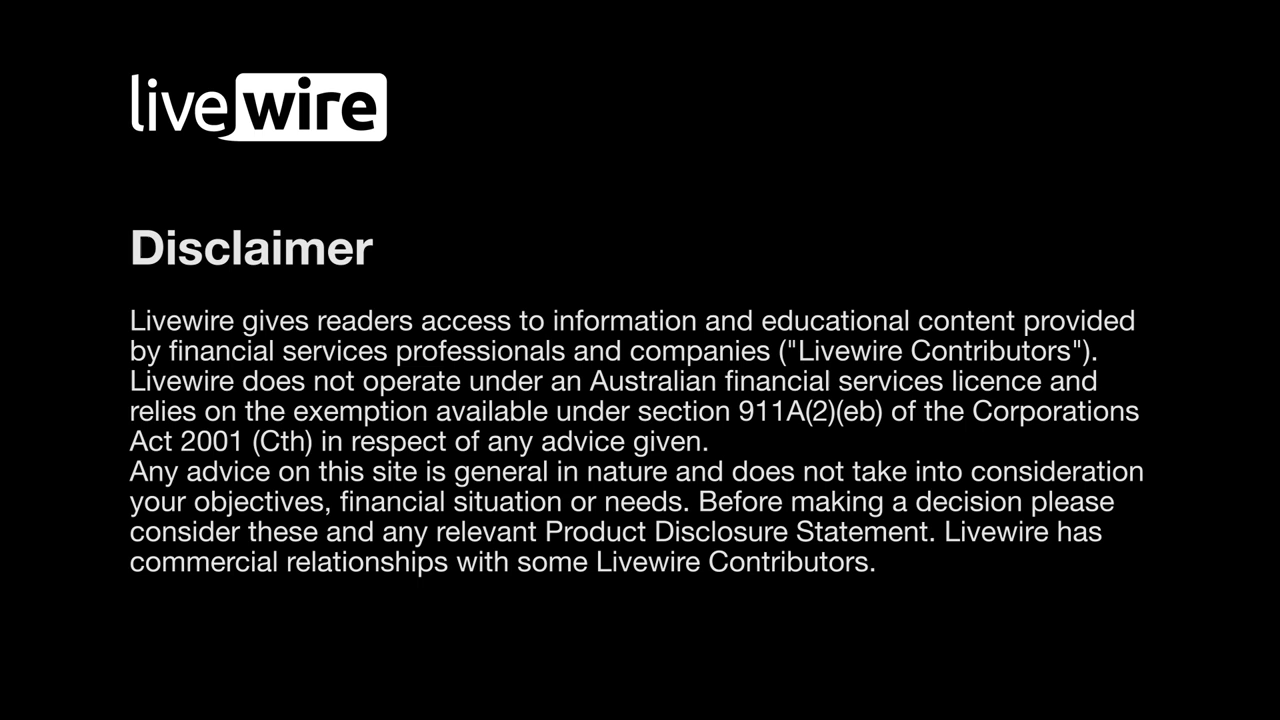 livewire
Disclaimer
Livewire gives readers access to information and educational content provided
by financial services professionals and companies ("Livewire Contributors").
Livewire does not operate under an Australian financial services licence and
relies on the exemption available under section 911A(2)(eb) of the Corporations
Act 2001 (Cth) in respect of any advice given.
Any advice on this site is general in nature and does not take into consideration
your objectives, financial situation or needs. Before making a decision please
consider these and any relevant Product Disclosure Statement. Livewire has
commercial relationships with some Livewire Contributors.